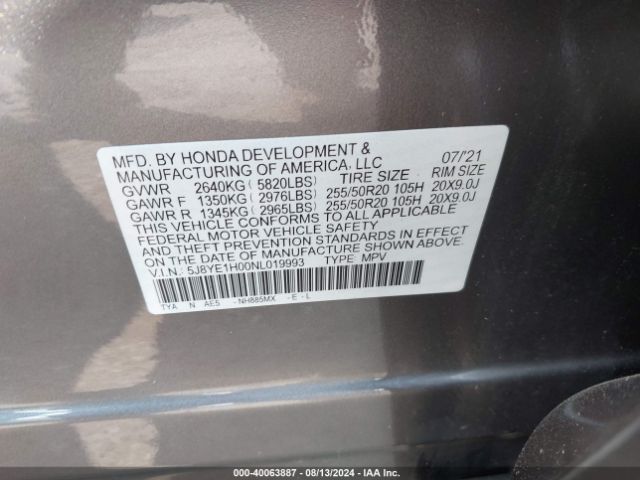 MFD. BY HONDA DEVELOPMENT & 07/'21
MANUFACTURING OF AMERICA, LLC
GVWR 2640KG ( 5820LBS) TIRE SIZE RIM SIZE
GAWR F 1350KG ( 2976LBS) 255/50R20 105H 20X9.0J
GAWR R 1345KG ( 2965LBS) 255/50R20 105H 20X9.0J
THIS VEHICLE CONFORMS TO ALL APPLICABLE
FEDERAL MOTOR VEHICLE SAFETY
AND THEFT PREVENTION STANDARDS IN EFFECT
ON THE DATE OF MANUFACTURE SHOWN ABOVE.
V.I.N.: 5J8YE1H00NL019993 TYPE: MPV
TYA N AE5 - NH885MX - E - L
000-40063887 - 08/13/2024 - IAA Inc.